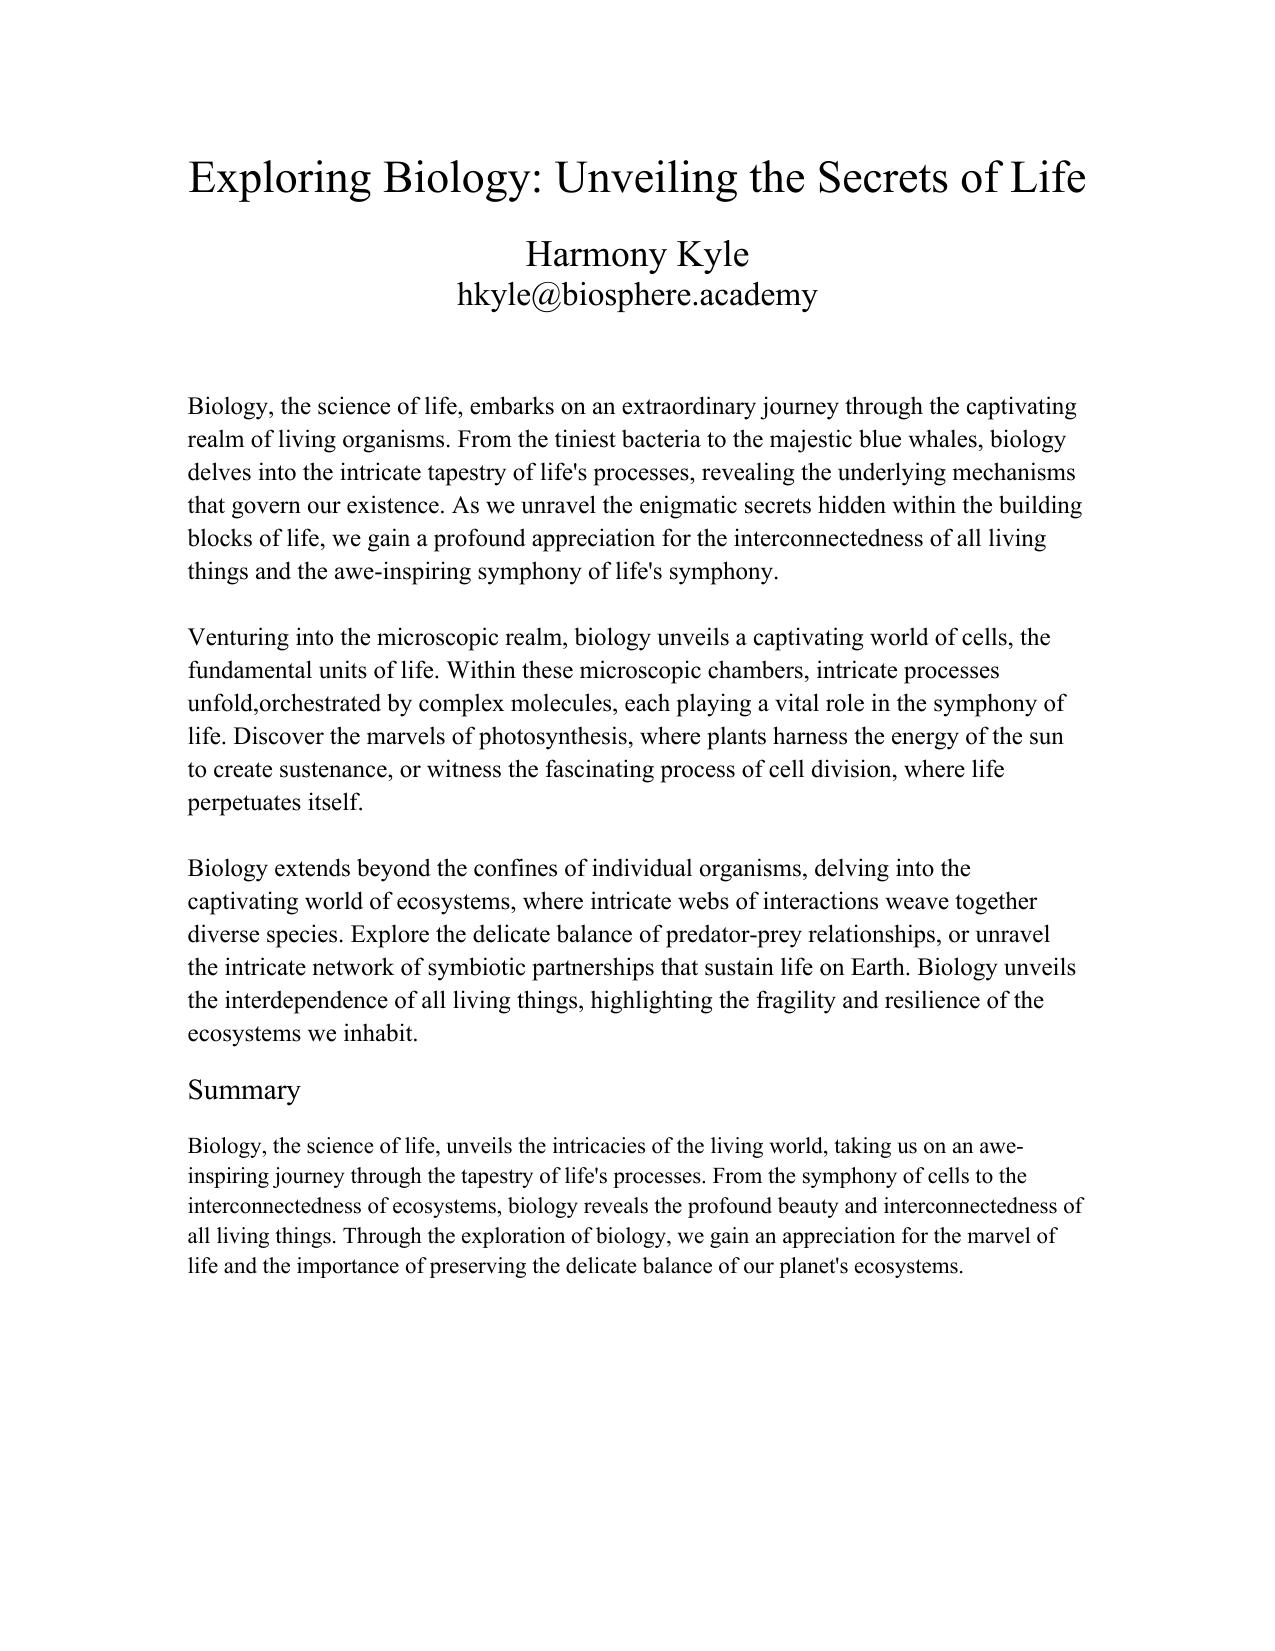 Exploring Biology: Unveiling the Secrets of Life
Harmony Kyle
hkyle@biosphere.academy
Biology, the science of life, embarks on an extraordinary journey through the captivating
realm of living organisms. From the tiniest bacteria to the majestic blue whales, biology
delves into the intricate tapestry of life's processes, revealing the underlying mechanisms
that govern our existence. As we unravel the enigmatic secrets hidden within the building
blocks of life, we gain a profound appreciation for the interconnectedness of all living
things and the awe-inspiring symphony of life's symphony.
Venturing into the microscopic realm, biology unveils a captivating world of cells, the
fundamental units of life. Within these microscopic chambers, intricate processes
unfold,orchestrated by complex molecules, each playing a vital role in the symphony of
life. Discover the marvels of photosynthesis, where plants harness the energy of the sun
to create sustenance, or witness the fascinating process of cell division, where life
perpetuates itself.
Biology extends beyond the confines of individual organisms, delving into the
captivating world of ecosystems, where intricate webs of interactions weave together
diverse species. Explore the delicate balance of predator-prey relationships, or unravel
the intricate network of symbiotic partnerships that sustain life on Earth. Biology unveils
the interdependence of all living things, highlighting the fragility and resilience of the
ecosystems we inhabit.
Summary
Biology, the science of life, unveils the intricacies of the living world, taking us on an awe-
inspiring journey through the tapestry of life's processes. From the symphony of cells to the
interconnectedness of ecosystems, biology reveals the profound beauty and interconnectedness of
all living things. Through the exploration of biology, we gain an appreciation for the marvel of
life and the importance of preserving the delicate balance of our planet's ecosystems.